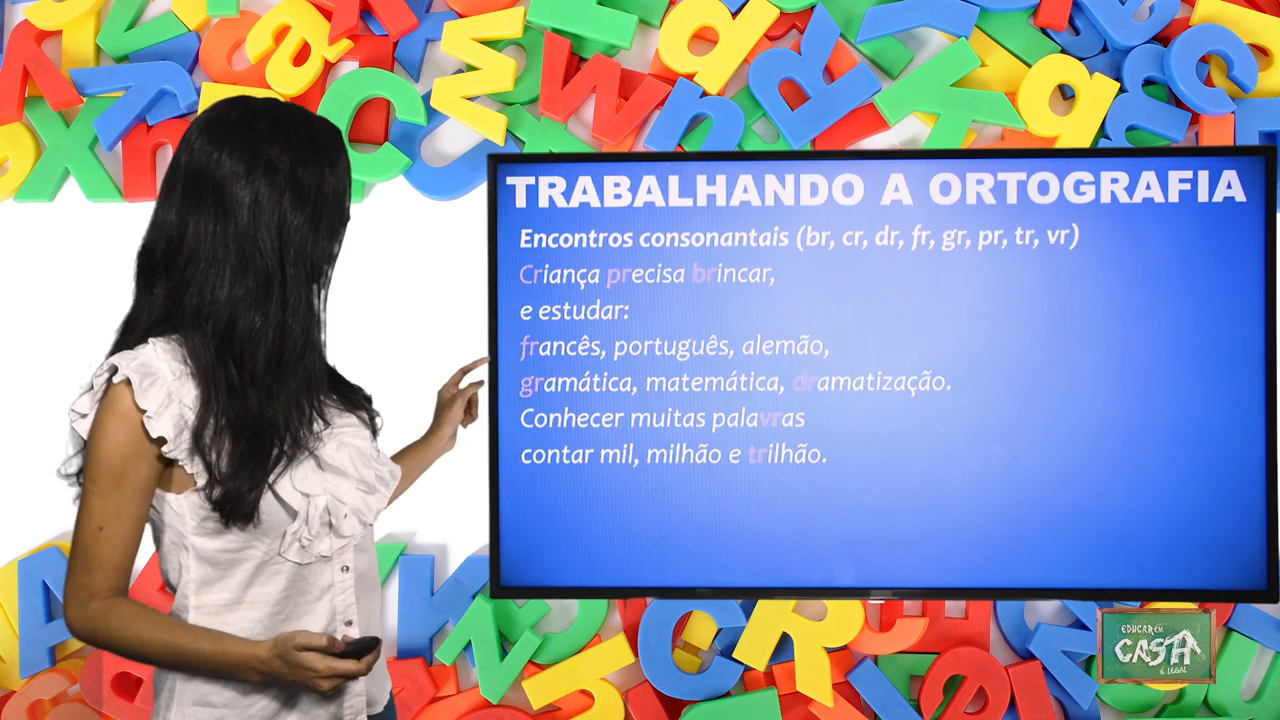 TRABALHANDO A ORTOGRAFIA
Encontros consonantais (br, cr, dr, fr, gr, pr, tr, vr)
Criança precisa brincar,
e estudar:
francês, português, alemão,
gramática, matemática, dramatização.
Conhecer muitas palavras
contar mil, milhão e trilhão.
EDUCAR EM
CASA
É LEGAL